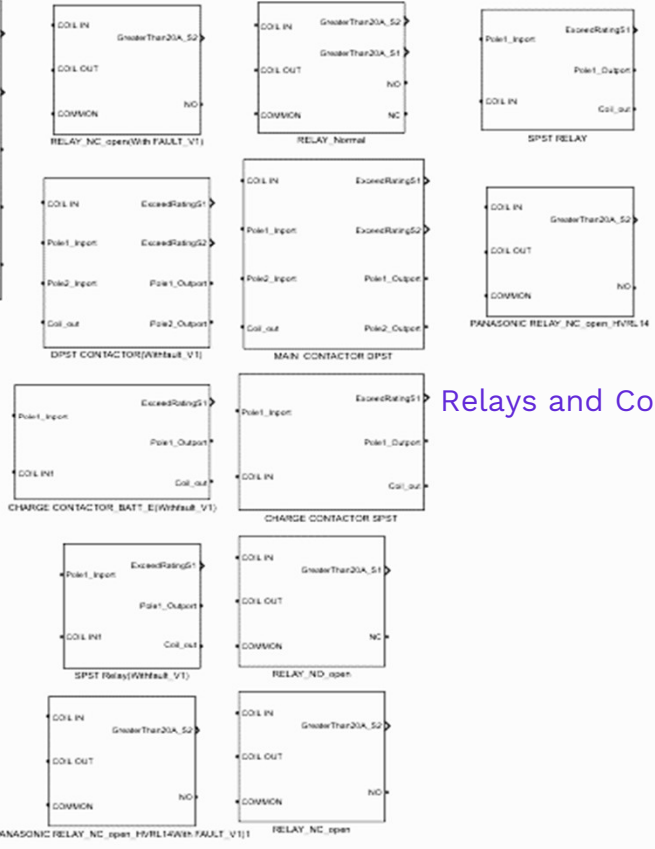 COIL IN
GreaterThan20A_S2
COIL OUT
NO
COMMON
RELAY_NC_open(With FAULT_V1)
COIL IN
GreaterThan20A_S2
GreaterThan20A_S1
COIL OUT
NO
COMMON
NC
RELAY_Normal
ExceedRatingS1
Pole1_Inport
Pole1_Outport
COIL IN
Coil_out
SPST RELAY
COIL IN
ExceedRatingS1
Pole1_Inport
ExceedRatingS2
Pole2_Inport
Pole1_Outport
Coil_out
Pole2_Outport
DPST CONTACTOR(Withfault_V1)
COIL IN
ExceedRatingS1
Pole1_Inport
ExceedRatingS2
Pole2_Inport
Pole1_Outport
Coil_out
Pole2_Outport
MAIN CONTACTOR DPST
COIL IN
GreaterThan20A_S2
COIL OUT
NO
COMMON
PANASONIC RELAY_NC_open_HVRL14
ExceedRatingS1
Pole1_Inport
Pole1_Outport
COIL IN1
Coil_out
CHARGE CONTACTOR_BATT_E(Withfault_V1)
ExceedRatingS1
Pole1_Inport
Pole1_Outport
COIL IN
Coil_out
CHARGE CONTACTOR SPST
Relays and Co
ExceedRatingS1
Pole1_Inport
Pole1_Outport
COIL IN1
Coil_out
SPST Relay(Withfault_V1)
COIL IN
GreaterThan20A_S1
COIL OUT
NC
COMMON
RELAY_NO_open
COIL IN
GreaterThan20A_S2
COIL OUT
NO
COMMON
ANASONIC RELAY_NC_open_HVRL14With FAULT_V1)1
COIL IN
GreaterThan20A_S2
COIL OUT
NO
COMMON
RELAY_NC_open